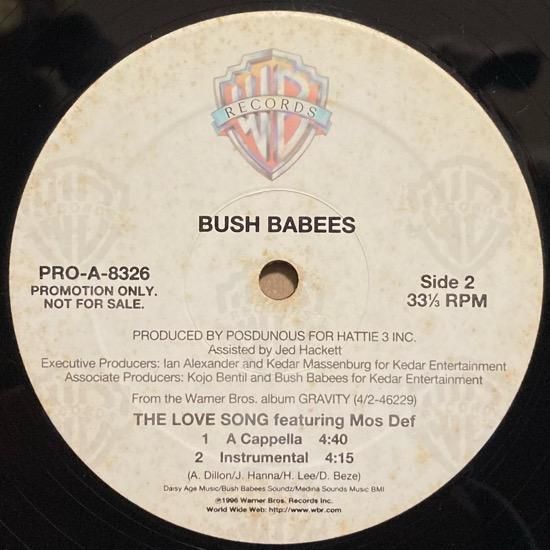 WB
RECORDS
BUSH BABEES
PRO-A-8326
PROMOTION ONLY.
NOT FOR SALE.
Side 2
33⅓ RPM
PRODUCED BY POSDUNOUS FOR HATTIE 3 INC.
Assisted by Jed Hackett
Executive Producers: Ian Alexander and Kedar Massenburg for Kedar Entertainment
Associate Producers: Kojo Bentil and Bush Babees for Kedar Entertainment
From the Warner Bros. album GRAVITY (4/2-46229)
THE LOVE SONG featuring Mos Def
1 A Cappella 4:40
2 Instrumental 4:15
(A. Dillon/J. Hanna/H. Lee/D. Beze)
Daisy Age Music/Bush Babees Soundz/Medina Sounds Music BMI
℗1996 Warner Bros. Records Inc.
World Wide Web: http://www.wbr.com